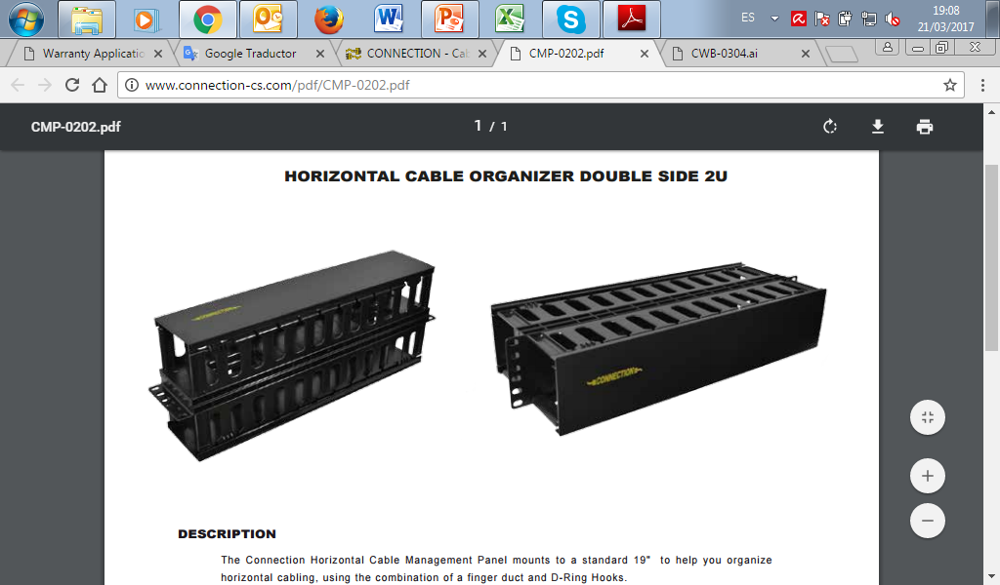 ES
19:08
21/03/2017
Warranty Applicatio
Google Traductor
CONNECTION - Cab
CMP-0202.pdf
CWB-0304.ai
www.connection-cs.com/pdf/CMP-0202.pdf
CMP-0202.pdf
1 / 1
HORIZONTAL CABLE ORGANIZER DOUBLE SIDE 2U
CONNECTION
CONNECTION
DESCRIPTION
The Connection Horizontal Cable Management Panel mounts to a standard 19" to help you organize
horizontal cabling, using the combination of a finger duct and D-Ring Hooks.